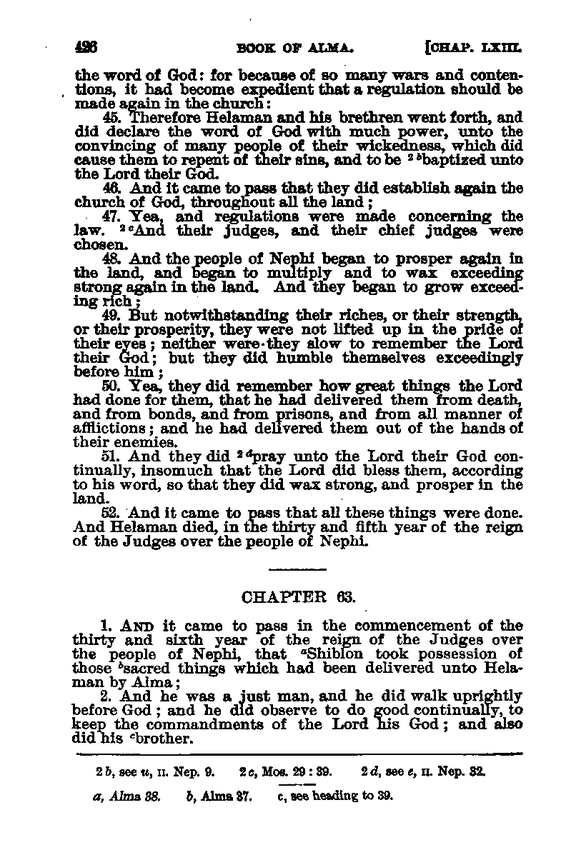 426 BOOK OF ALMA. [CHAP. LXIII.
the word of God: for because of so many wars and conten-
tions, it had become expedient that a regulation should be
made again in the church:
45. Therefore Helaman and his brethren went forth, and
did declare the word of God with much power, unto the
convincing of many people of their wickedness, which did
cause them to repent of their sins, and to be 2 b baptized unto
the Lord their God.
46. And it came to pass that they did establish again the
church of God, throughout all the land;
47. Yea, and regulations were made concerning the
law. 2 c And their judges, and their chief judges were
chosen.
48. And the people of Nephi began to prosper again in
the land, and began to multiply and to wax exceeding
strong again in the land. And they began to grow exceed-
ing rich;
49. But notwithstanding their riches, or their strength,
or their prosperity, they were not lifted up in the pride of
their eyes; neither were they slow to remember the Lord
their God; but they did humble themselves exceedingly
before him;
50. Yea, they did remember how great things the Lord
had done for them, that he had delivered them from death,
and from bonds, and from prisons, and from all manner of
afflictions; and he had delivered them out of the hands of
their enemies.
51. And they did 2 d pray unto the Lord their God con-
tinually, insomuch that the Lord did bless them, according
to his word, so that they did wax strong, and prosper in the
land.
52. And it came to pass that all these things were done.
And Helaman died, in the thirty and fifth year of the reign
of the Judges over the people of Nephi.
CHAPTER 63.
1. AND it came to pass in the commencement of the
thirty and sixth year of the reign of the Judges over
the people of Nephi, that a Shiblon took possession of
those b sacred things which had been delivered unto Hela-
man by Alma;
2. And he was a just man, and he did walk uprightly
before God; and he did observe to do good continually, to
keep the commandments of the Lord his God; and also
did his c brother.
2 b, see u, II. Nep. 9. 2 c, Mos. 29:39. 2 d, see e, II. Nep. 32.
a, Alma 38. b, Alma 37. c, see heading to 39.